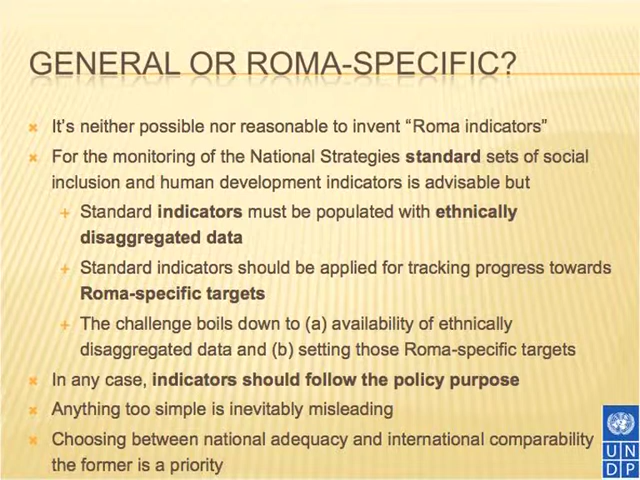 GENERAL OR ROMA-SPECIFIC?
It's neither possible nor reasonable to invent “Roma indicators”
For the monitoring of the National Strategies standard sets of social
inclusion and human development indicators is advisable but
Standard indicators must be populated with ethnically
disaggregated data
Standard indicators should be applied for tracking progress towards
Roma-specific targets
The challenge boils down to (a) availability of ethnically
disaggregated data and (b) setting those Roma-specific targets
In any case, indicators should follow the policy purpose
Anything too simple is inevitably misleading
Choosing between national adequacy and international comparability
the former is a priority
U N
D P